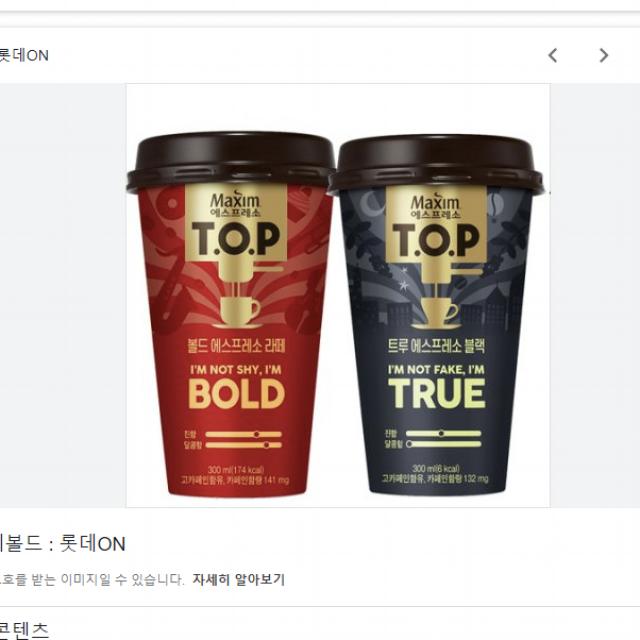 롯데ON
Maxim
에스프레소
T.O.P
볼드 에스프레소 라떼
I'M NOT SHY, I'M
BOLD
진함
달콤함
300 ml(174 kcal)
고카페인함유, 카페인함량 141 mg
Maxim
에스프레소
T.O.P
트루 에스프레소 블랙
I'M NOT FAKE, I'M
TRUE
진함
달콤함
300 ml(6 kcal)
고카페인함유, 카페인함량 132 mg
볼드 : 롯데ON
호를 받는 이미지일 수 있습니다. 자세히 알아보기
콘텐츠